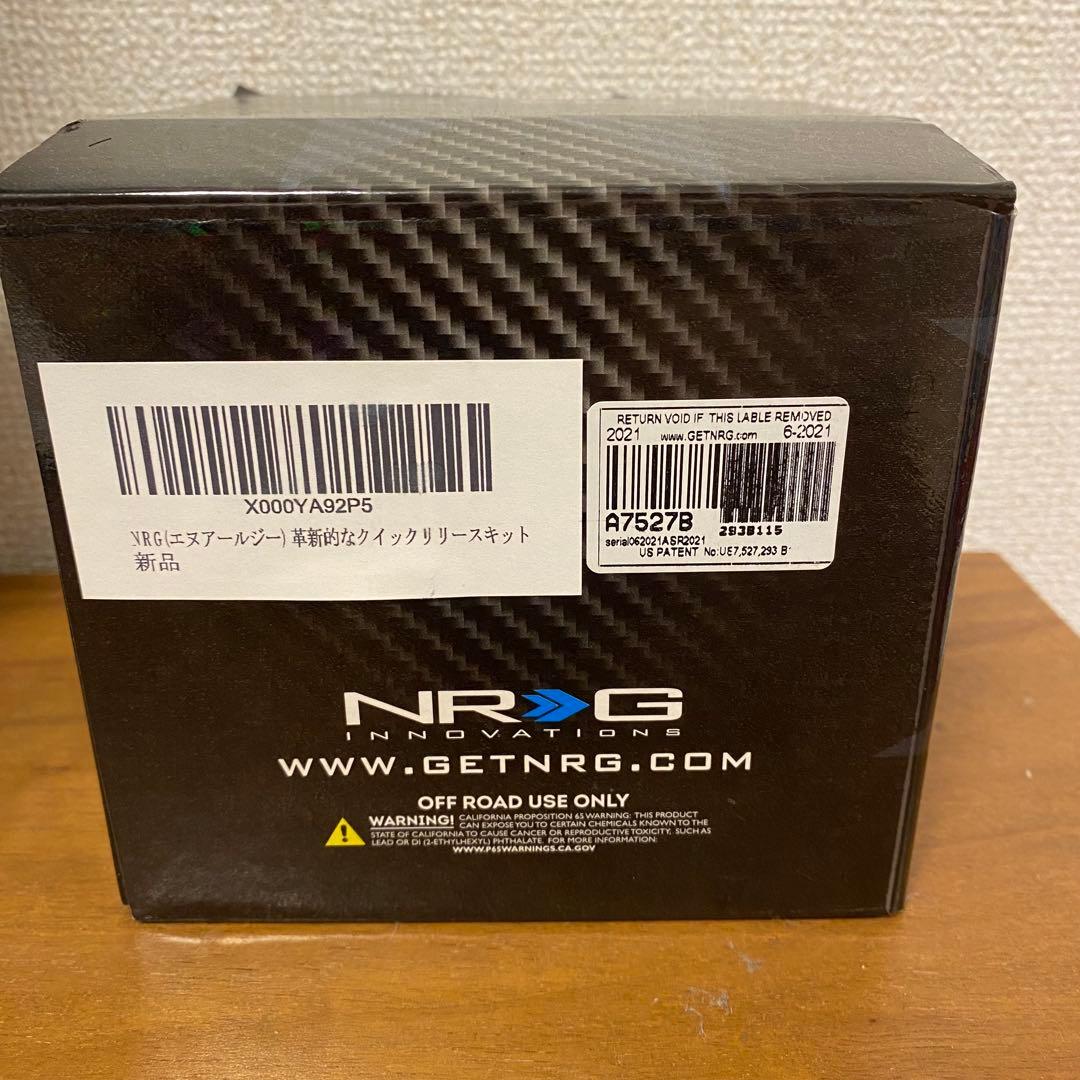 X000YA92P5
NRG(エヌアールジー) 革新的なクイックリリースキット
新品
RETURN VOID IF THIS LABLE REMOVED
2021 www.GETNRG.com 6-2021
A7527B 293B115
serial062021ASR2021
US PATENT No:UE7,527,293 B1
NRG
INNOVATIONS
WWW.GETNRG.COM
OFF ROAD USE ONLY
WARNING! CALIFORNIA PROPOSITION 65 WARNING: THIS PRODUCT
CAN EXPOSE YOU TO CERTAIN CHEMICALS KNOWN TO THE
STATE OF CALIFORNIA TO CAUSE CANCER OR REPRODUCTIVE TOXICITY, SUCH AS
LEAD OR DI (2-ETHYLHEXYL) PHTHALATE. FOR MORE INFORMATION:
WWW.P65WARNINGS.CA.GOV